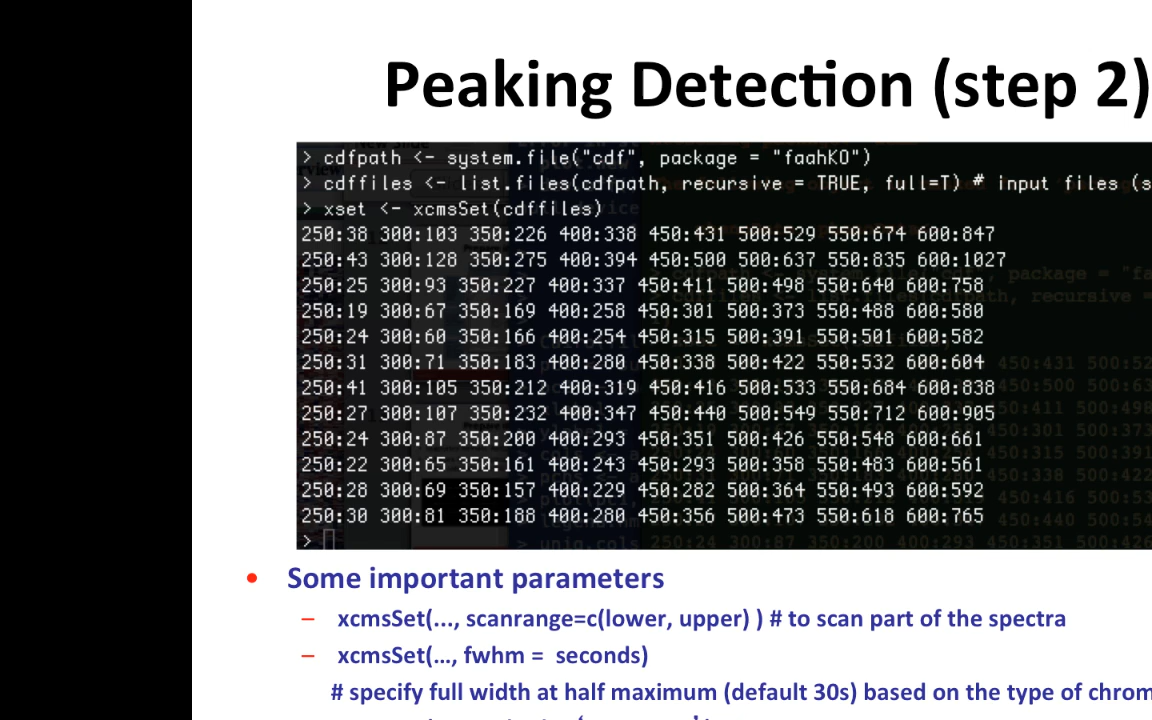 Peaking Detection (step 2)
> cdfpath <- system.file("cdf", package = "faahKO")
> cdffiles <- list.files(cdfpath, recursive = TRUE, full=T) # input files (s
> xset <- xcmsSet(cdffiles)
250:38 300:103 350:226 400:338 450:431 500:529 550:674 600:847
250:43 300:128 350:275 400:394 450:500 500:637 550:835 600:1027
250:25 300:93 350:227 400:337 450:411 500:498 550:640 600:758
250:19 300:67 350:169 400:258 450:301 500:373 550:488 600:580
250:24 300:60 350:166 400:254 450:315 500:391 550:501 600:582
250:31 300:71 350:183 400:280 450:338 500:422 550:532 600:604
250:41 300:105 350:212 400:319 450:416 500:533 550:684 600:838
250:27 300:107 350:232 400:347 450:440 500:549 550:712 600:905
250:24 300:87 350:200 400:293 450:351 500:426 550:548 600:661
250:22 300:65 350:161 400:243 450:293 500:358 550:483 600:561
250:28 300:69 350:157 400:229 450:282 500:364 550:493 600:592
250:30 300:81 350:188 400:280 450:356 500:473 550:618 600:765
>
• Some important parameters
– xcmsSet(..., scanrange=c(lower, upper) ) # to scan part of the spectra
– xcmsSet(..., fwhm = seconds)
# specify full width at half maximum (default 30s) based on the type of chrom